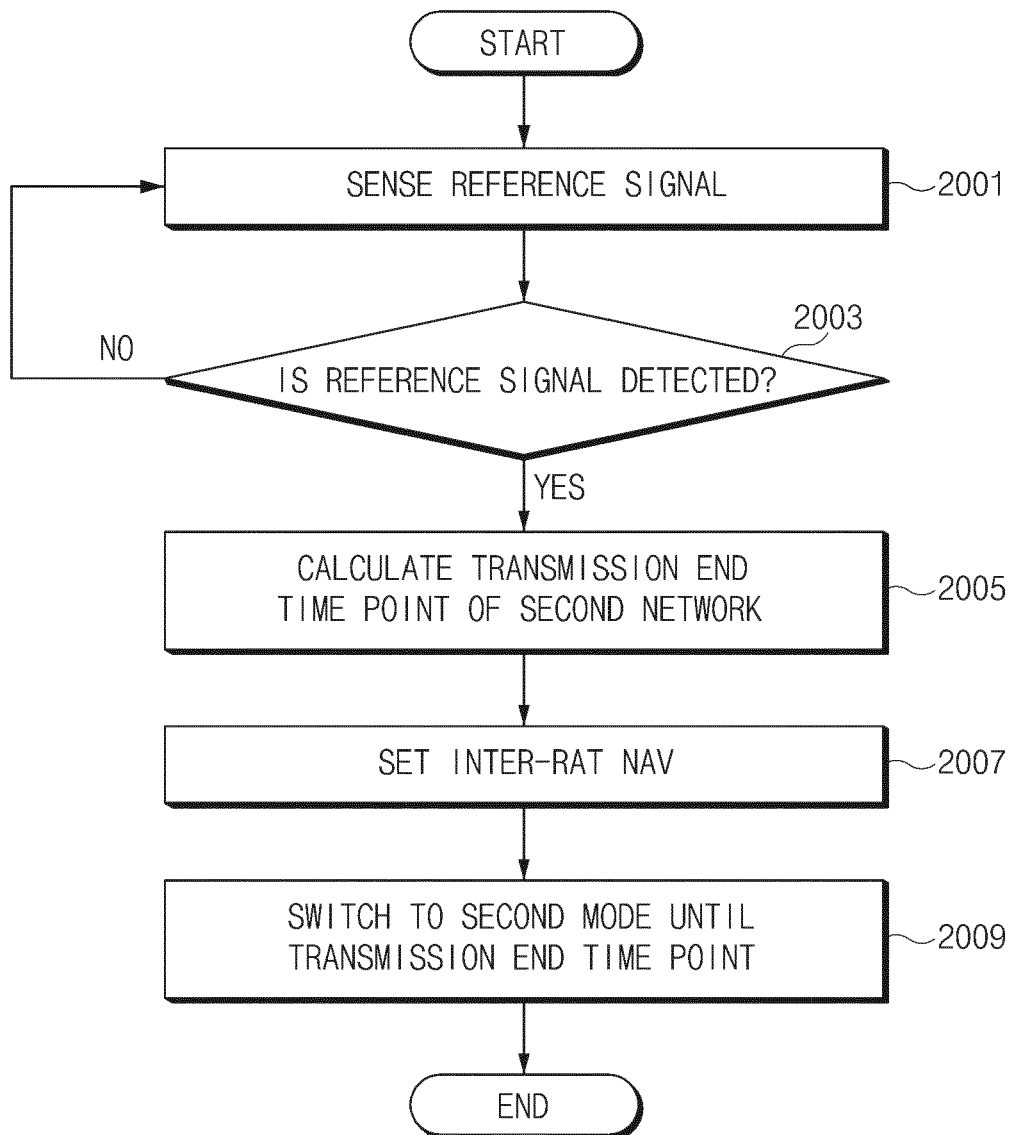 START
SENSE REFERENCE SIGNAL
2001
2003
NO
IS REFERENCE SIGNAL DETECTED?
YES
CALCULATE TRANSMISSION END
TIME POINT OF SECOND NETWORK
2005
SET INTER-RAT NAV
2007
SWITCH TO SECOND MODE UNTIL
TRANSMISSION END TIME POINT
2009
END